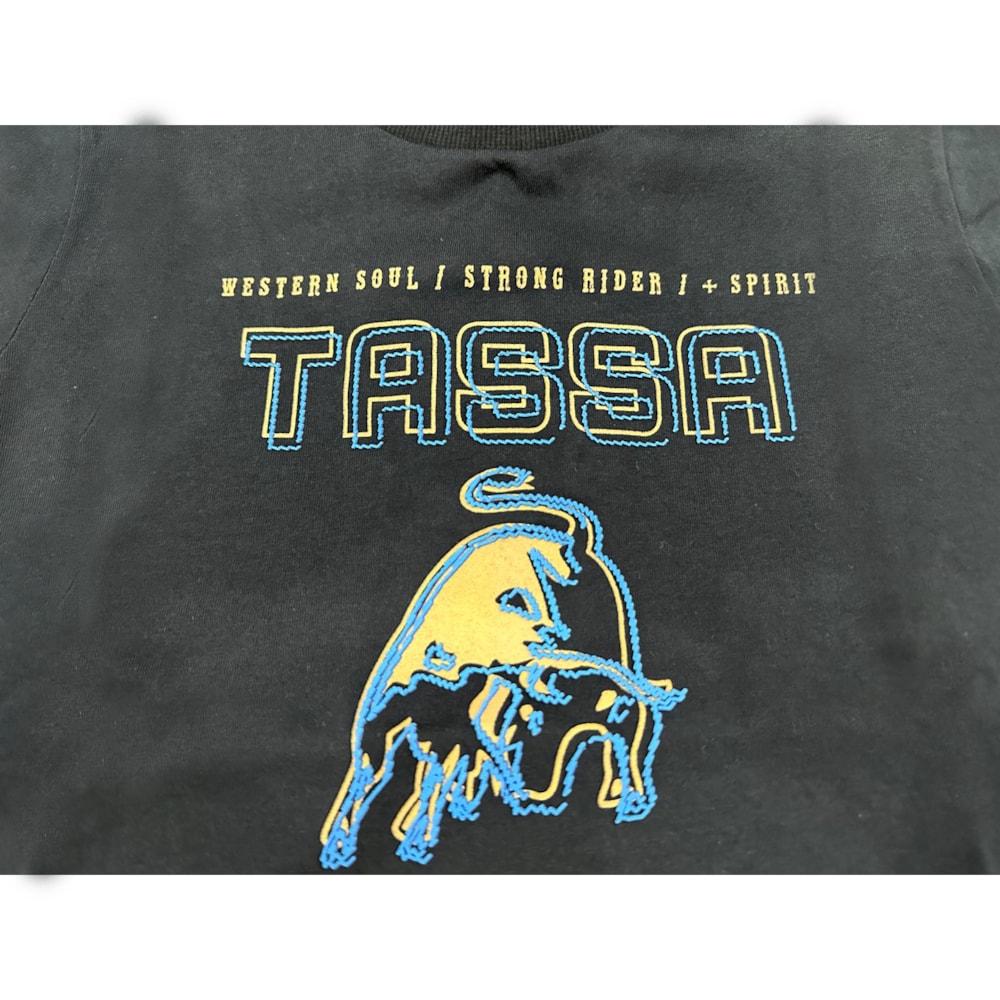 WESTERN SOUL / STRONG RIDER / + SPIRIT
TASSA